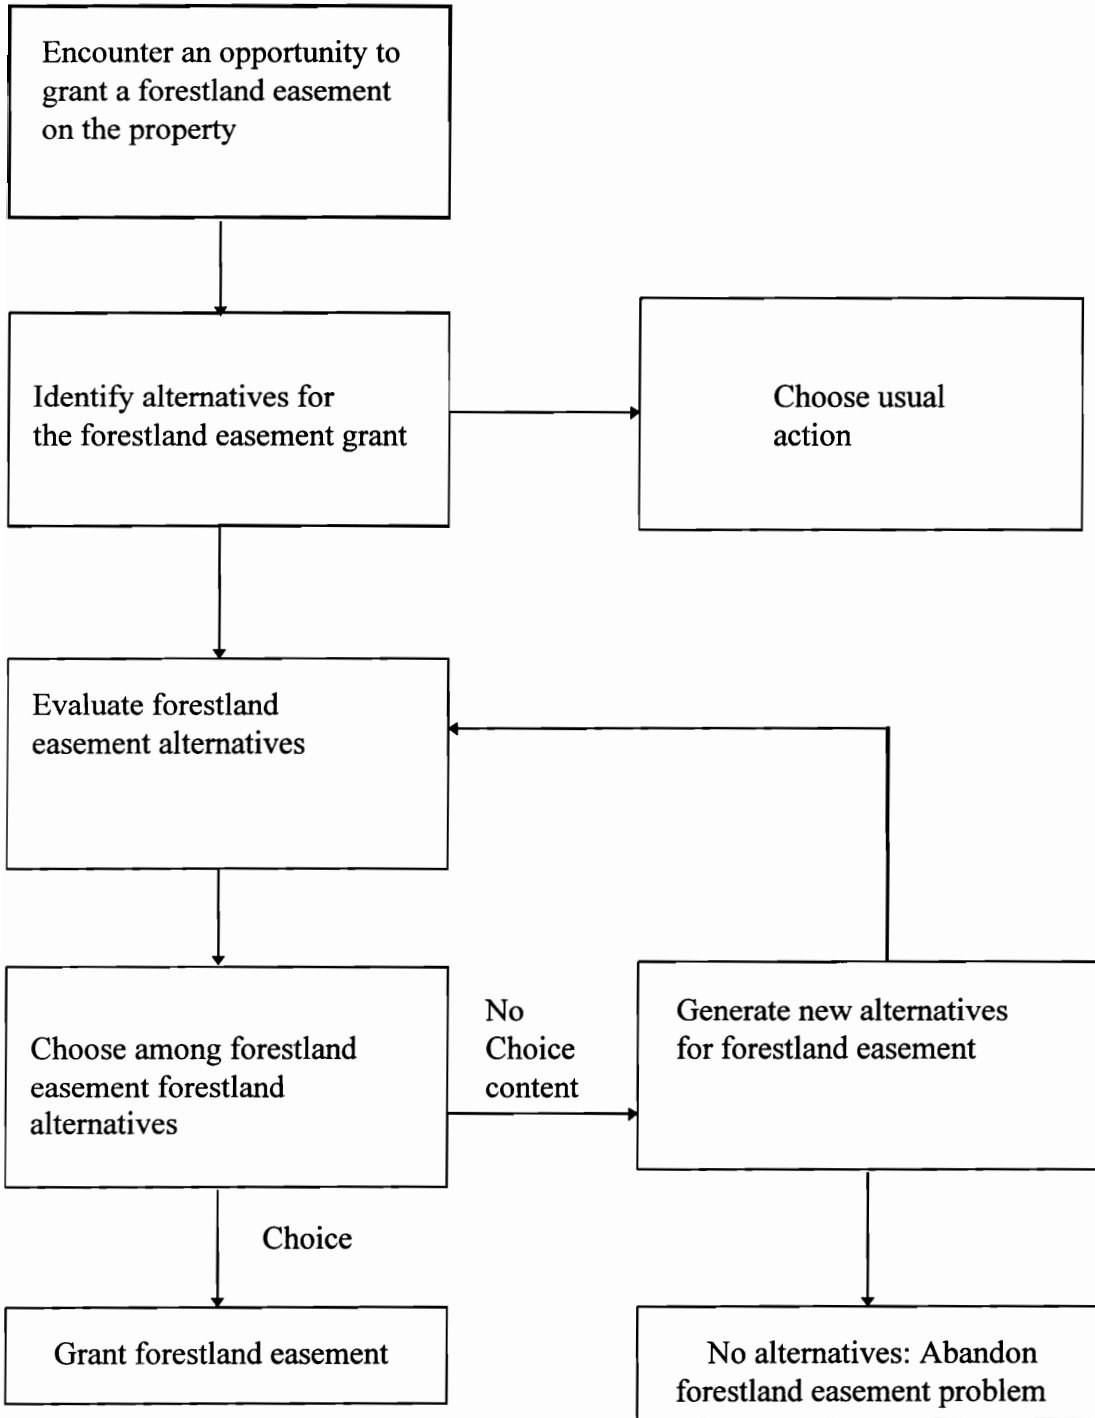 Encounter an opportunity to
grant a forestland easement
on the property
Identify alternatives for
the forestland easement grant
Choose usual
action
Evaluate forestland
easement alternatives
Choose among forestland
easement forestland
alternatives
No
Choice
content
Generate new alternatives
for forestland easement
Choice
Grant forestland easement
No alternatives: Abandon
forestland easement problem